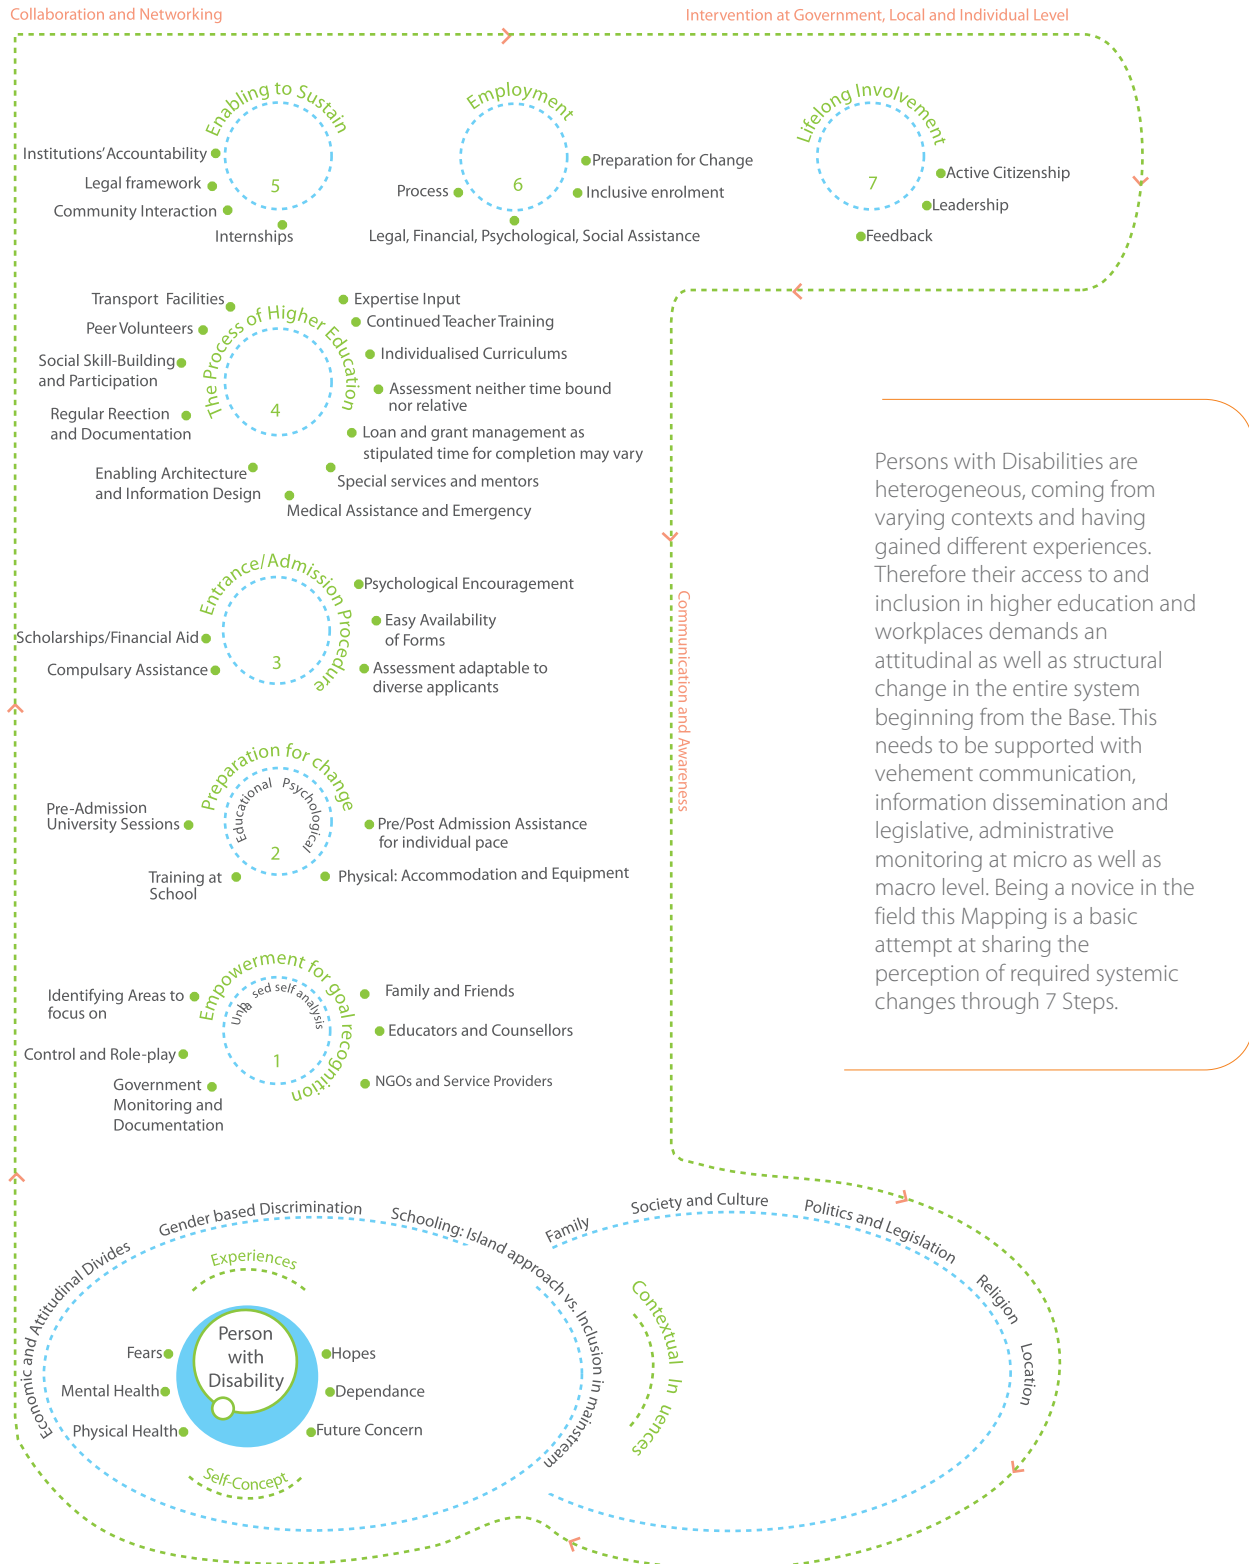 Collaboration and Networking
Intervention at Government, Local and Individual Level
Enabling to Sustain
5
Institutions' Accountability
Legal framework
Community Interaction
Internships
Employment
6
Process
Preparation for Change
Inclusive enrolment
Legal, Financial, Psychological, Social Assistance
Lifelong Involvement
7
Active Citizenship
Leadership
Feedback
The Process of Higher Education
4
Transport Facilities
Peer Volunteers
Social Skill-Building
and Participation
Regular Reection
and Documentation
Enabling Architecture
and Information Design
Expertise Input
Continued Teacher Training
Individualised Curriculums
Assessment neither time bound
nor relative
Loan and grant management as
stipulated time for completion may vary
Special services and mentors
Medical Assistance and Emergency
Entrance/Admission Procedure
3
Scholarships/Financial Aid
Compulsary Assistance
Psychological Encouragement
Easy Availability
of Forms
Assessment adaptable to
diverse applicants
Communication and Awareness
Preparation for change
Educational Psychological
2
Pre-Admission
University Sessions
Training at
School
Pre/Post Admission Assistance
for individual pace
Physical: Accommodation and Equipment
Empowerment for goal recognition
Unbiased self analysis
1
Identifying Areas to
focus on
Control and Role-play
Government
Monitoring and
Documentation
Family and Friends
Educators and Counsellors
NGOs and Service Providers
Persons with Disabilities are
heterogeneous, coming from
varying contexts and having
gained different experiences.
Therefore their access to and
inclusion in higher education and
workplaces demands an
attitudinal as well as structural
change in the entire system
beginning from the Base. This
needs to be supported with
vehement communication,
information dissemination and
legislative, administrative
monitoring at micro as well as
macro level. Being a novice in the
field this Mapping is a basic
attempt at sharing the
perception of required systemic
changes through 7 Steps.
Economic and Attitudinal Divides
Gender based Discrimination
Schooling: Island approach vs. Inclusion in mainstream
Family
Society and Culture
Politics and Legislation
Religion
Location
Experiences
Person
with
Disability
Fears
Mental Health
Physical Health
Hopes
Dependance
Future Concern
Self-Concept
Contextual In uences